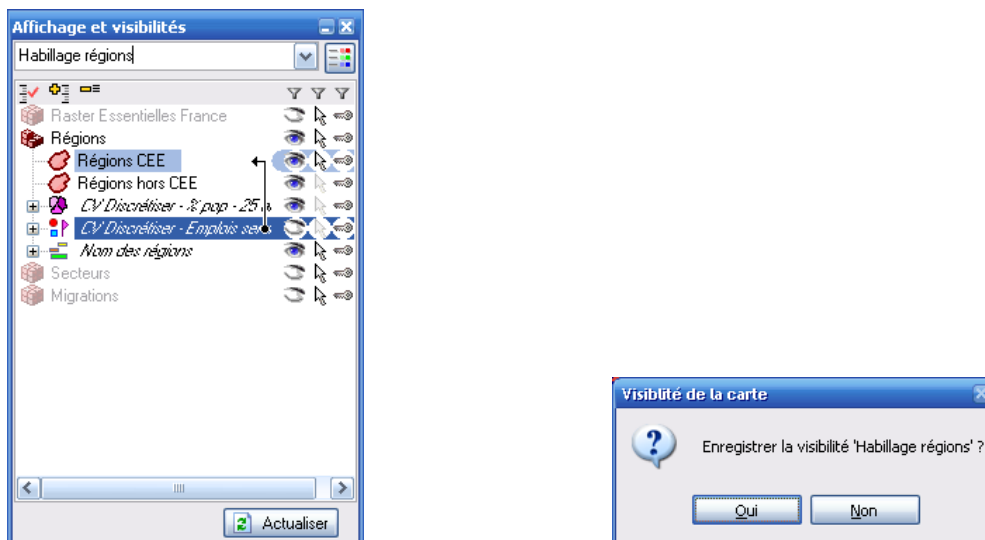 Affichage et visibilités
Habillage régions
Raster Essentielles France
Régions
Régions CEE
Régions hors CEE
CV Discrétiser - % pop - 25 a
CV Discrétiser - Emplois
Nom des régions
Secteurs
Migrations
Actualiser
Visiblité de la carte
Enregistrer la visibilité 'Habillage régions' ?
Oui
Non